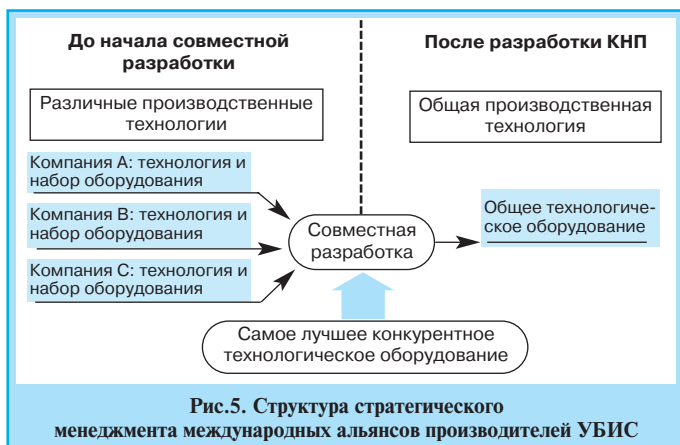 До начала совместной
разработки
После разработки КНП
Различные производственные
технологии
Общая производственная
технология
Компания А: технология и
набор оборудования
Компания В: технология и
набор оборудования
Компания С: технология и
набор оборудования
Совместная
разработка
Общее технологиче-
ское оборудование
Самое лучшее конкурентное
технологическое оборудование
Рис.5. Структура стратегического
менеджмента международных альянсов производителей УБИС